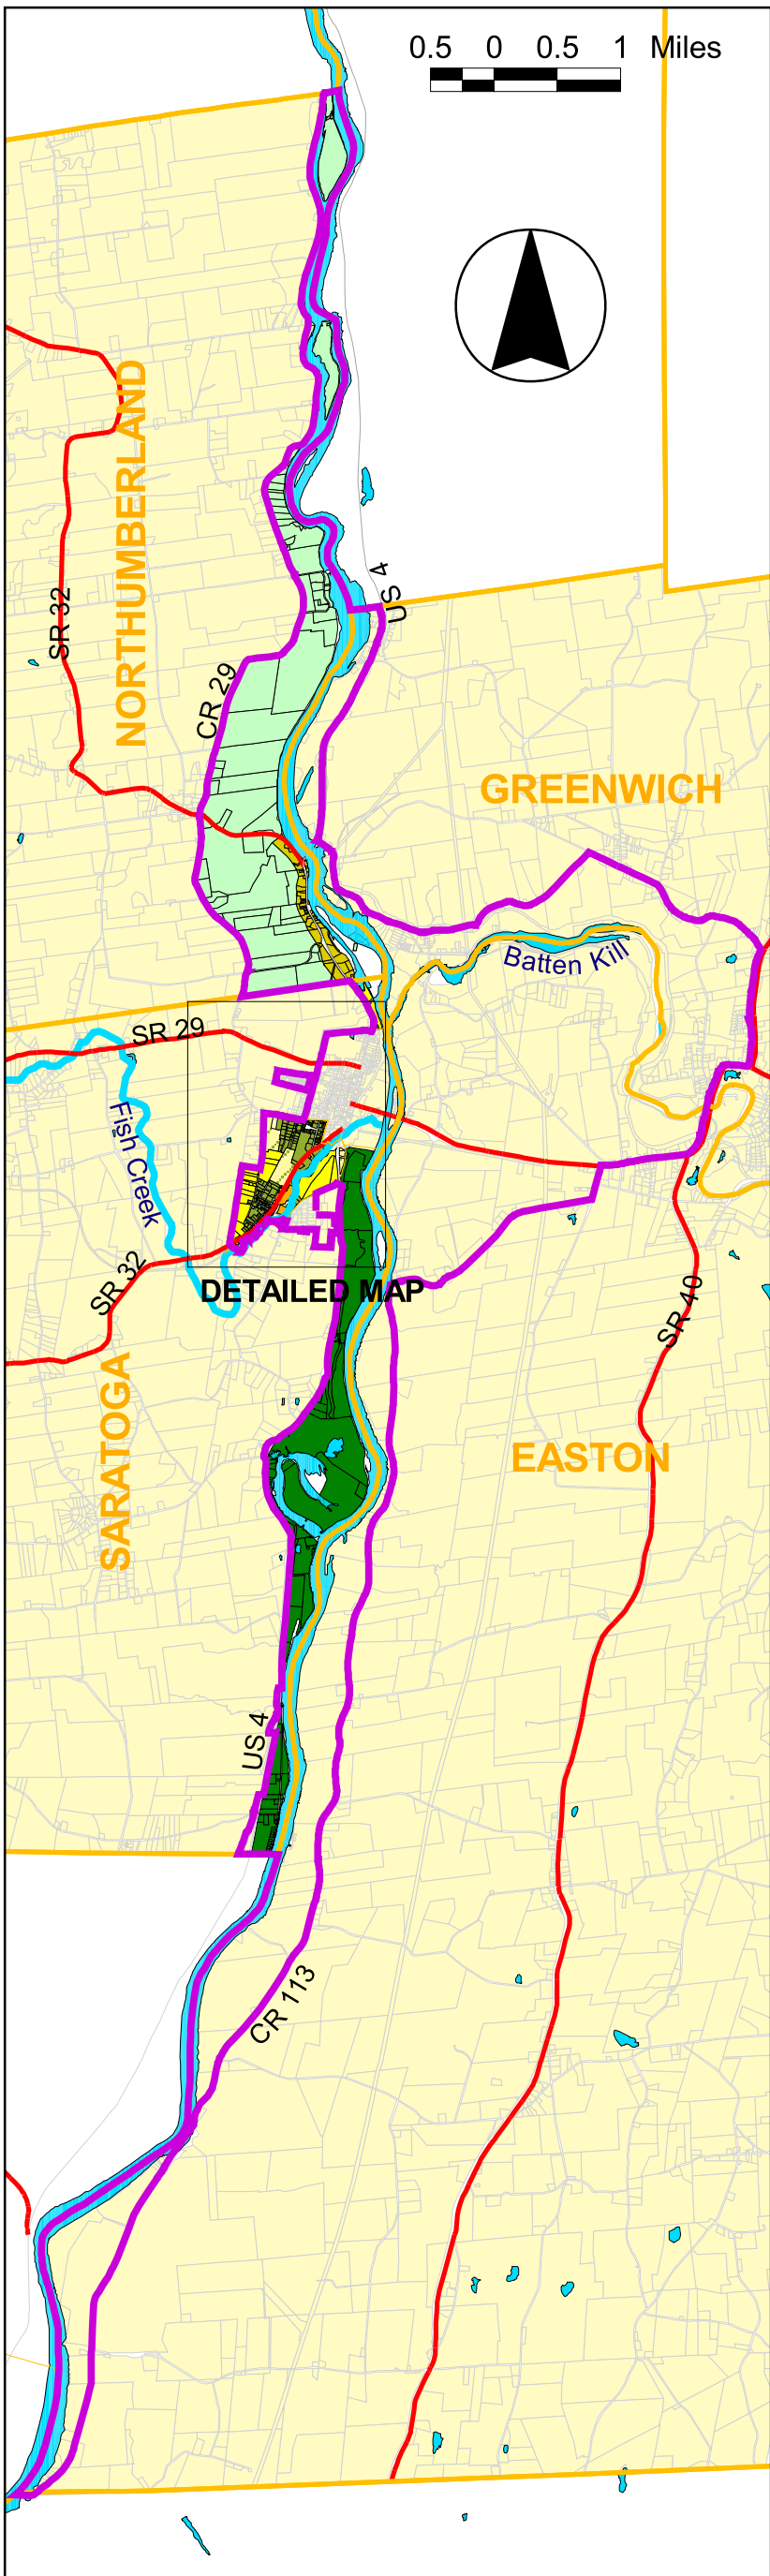 0.5 0 0.5 1 Miles
NORTHUMBERLAND
SR 32
US 4
CR 29
GREENWICH
Batten Kill
SR 29
Fish Creek
SR 32
DETAILED MAP
SR 40
SARATOGA
EASTON
US 4
CR 113